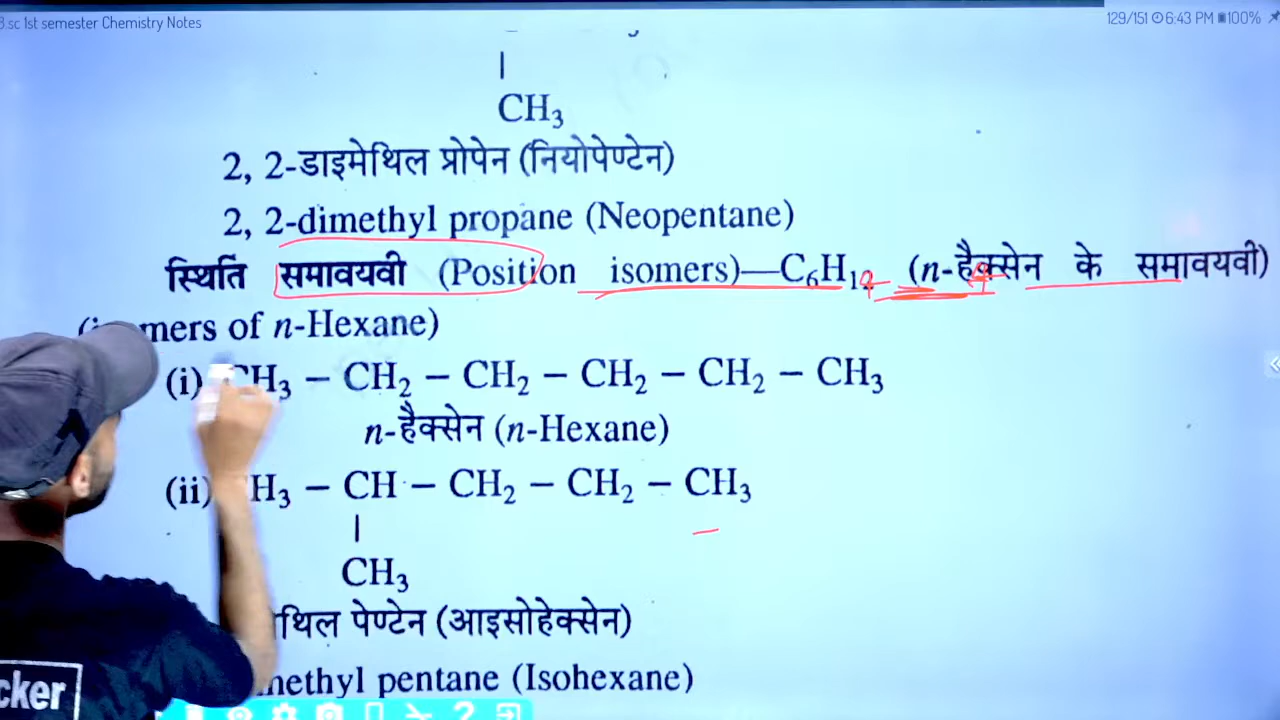 B.sc 1st semester Chemistry Notes
129/151 6:43 PM 100%
|
CH₃
2, 2-डाइमेथिल प्रोपेन (नियोपेण्टेन)
2, 2-dimethyl propane (Neopentane)
स्थिति समावयवी (Position isomers)—C₆H₁₄ (n-हैक्सेन के समावयवी)
mers of n-Hexane)
(i) CH₃ – CH₂ – CH₂ – CH₂ – CH₂ – CH₃
n-हैक्सेन (n-Hexane)
(ii) H₃ – CH – CH₂ – CH₂ – CH₃
|
CH₃
थिल पेण्टेन (आइसोहेक्सेन)
methyl pentane (Isohexane)
cker